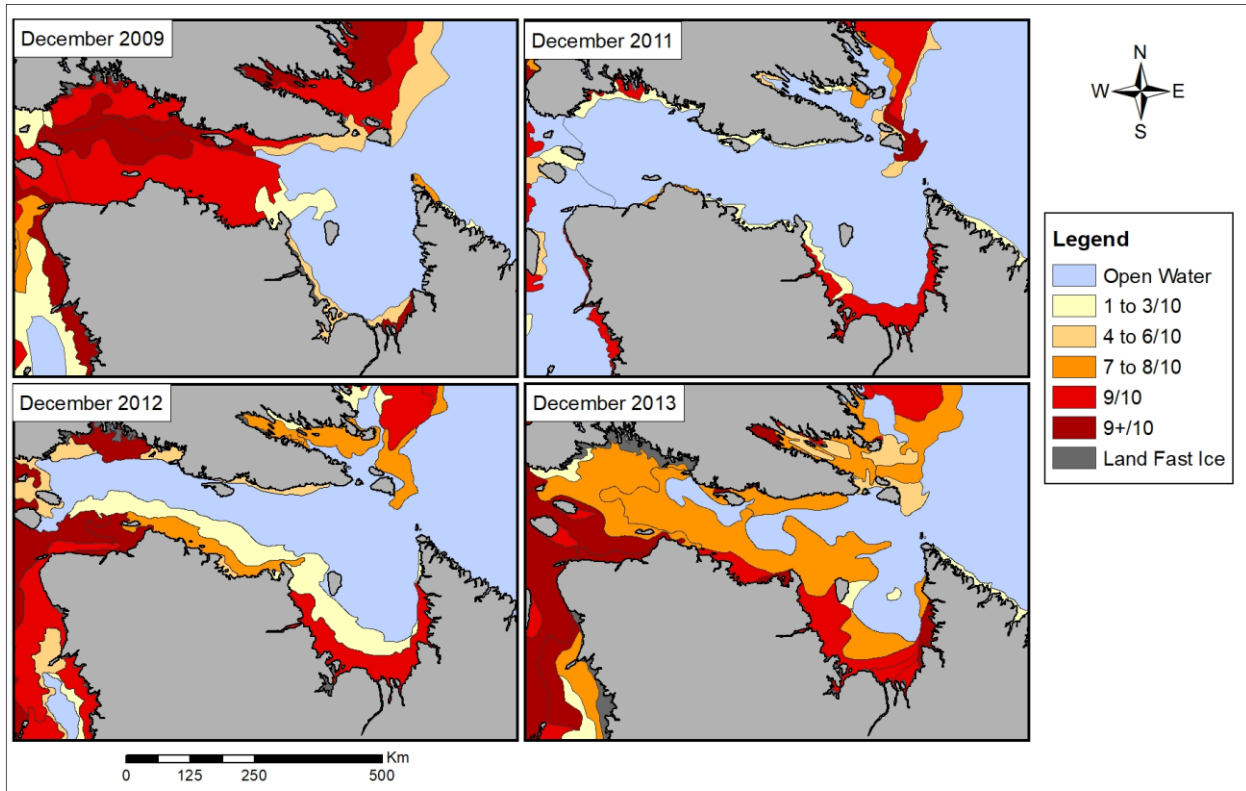 December 2009
December 2011
N
W E
S
Legend
Open Water
1 to 3/10
4 to 6/10
7 to 8/10
9/10
9+/10
Land Fast Ice
December 2012
December 2013
Km
0 125 250 500